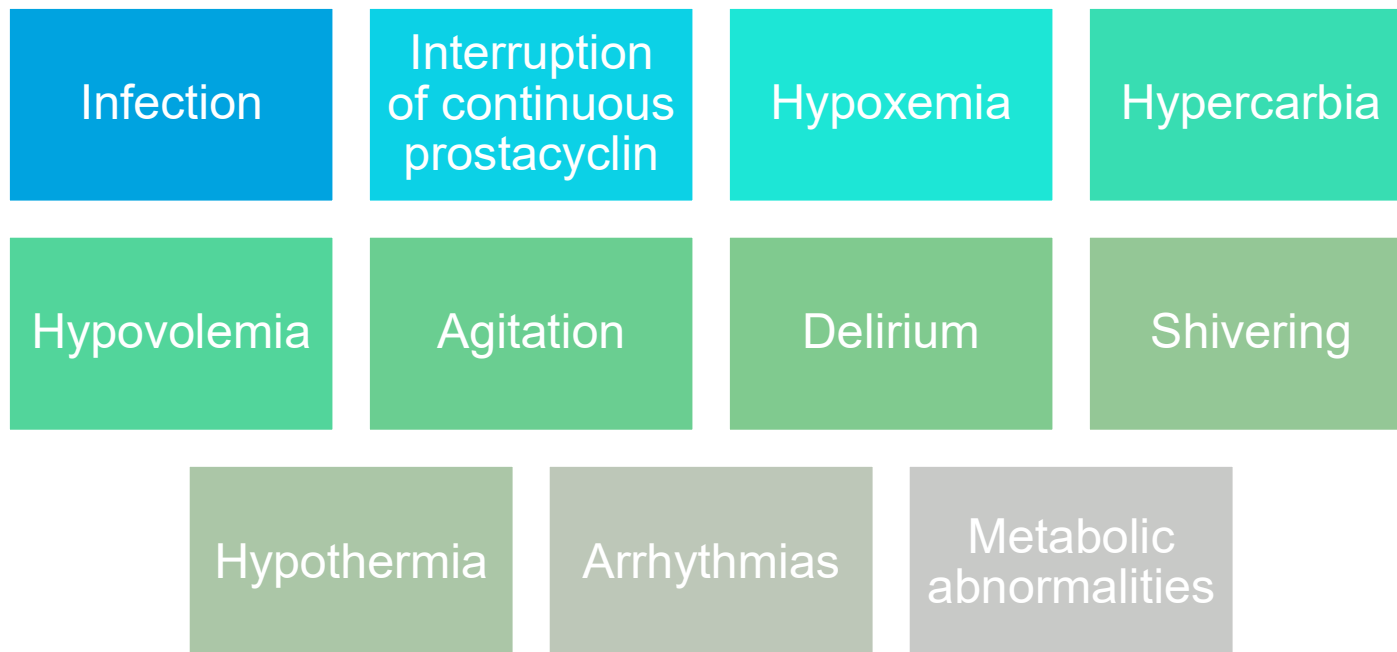 Infection
Interruption
of continuous
prostacyclin
Hypoxemia
Hypercarbia
Hypovolemia
Agitation
Delirium
Shivering
Hypothermia
Arrhythmias
Metabolic
abnormalities